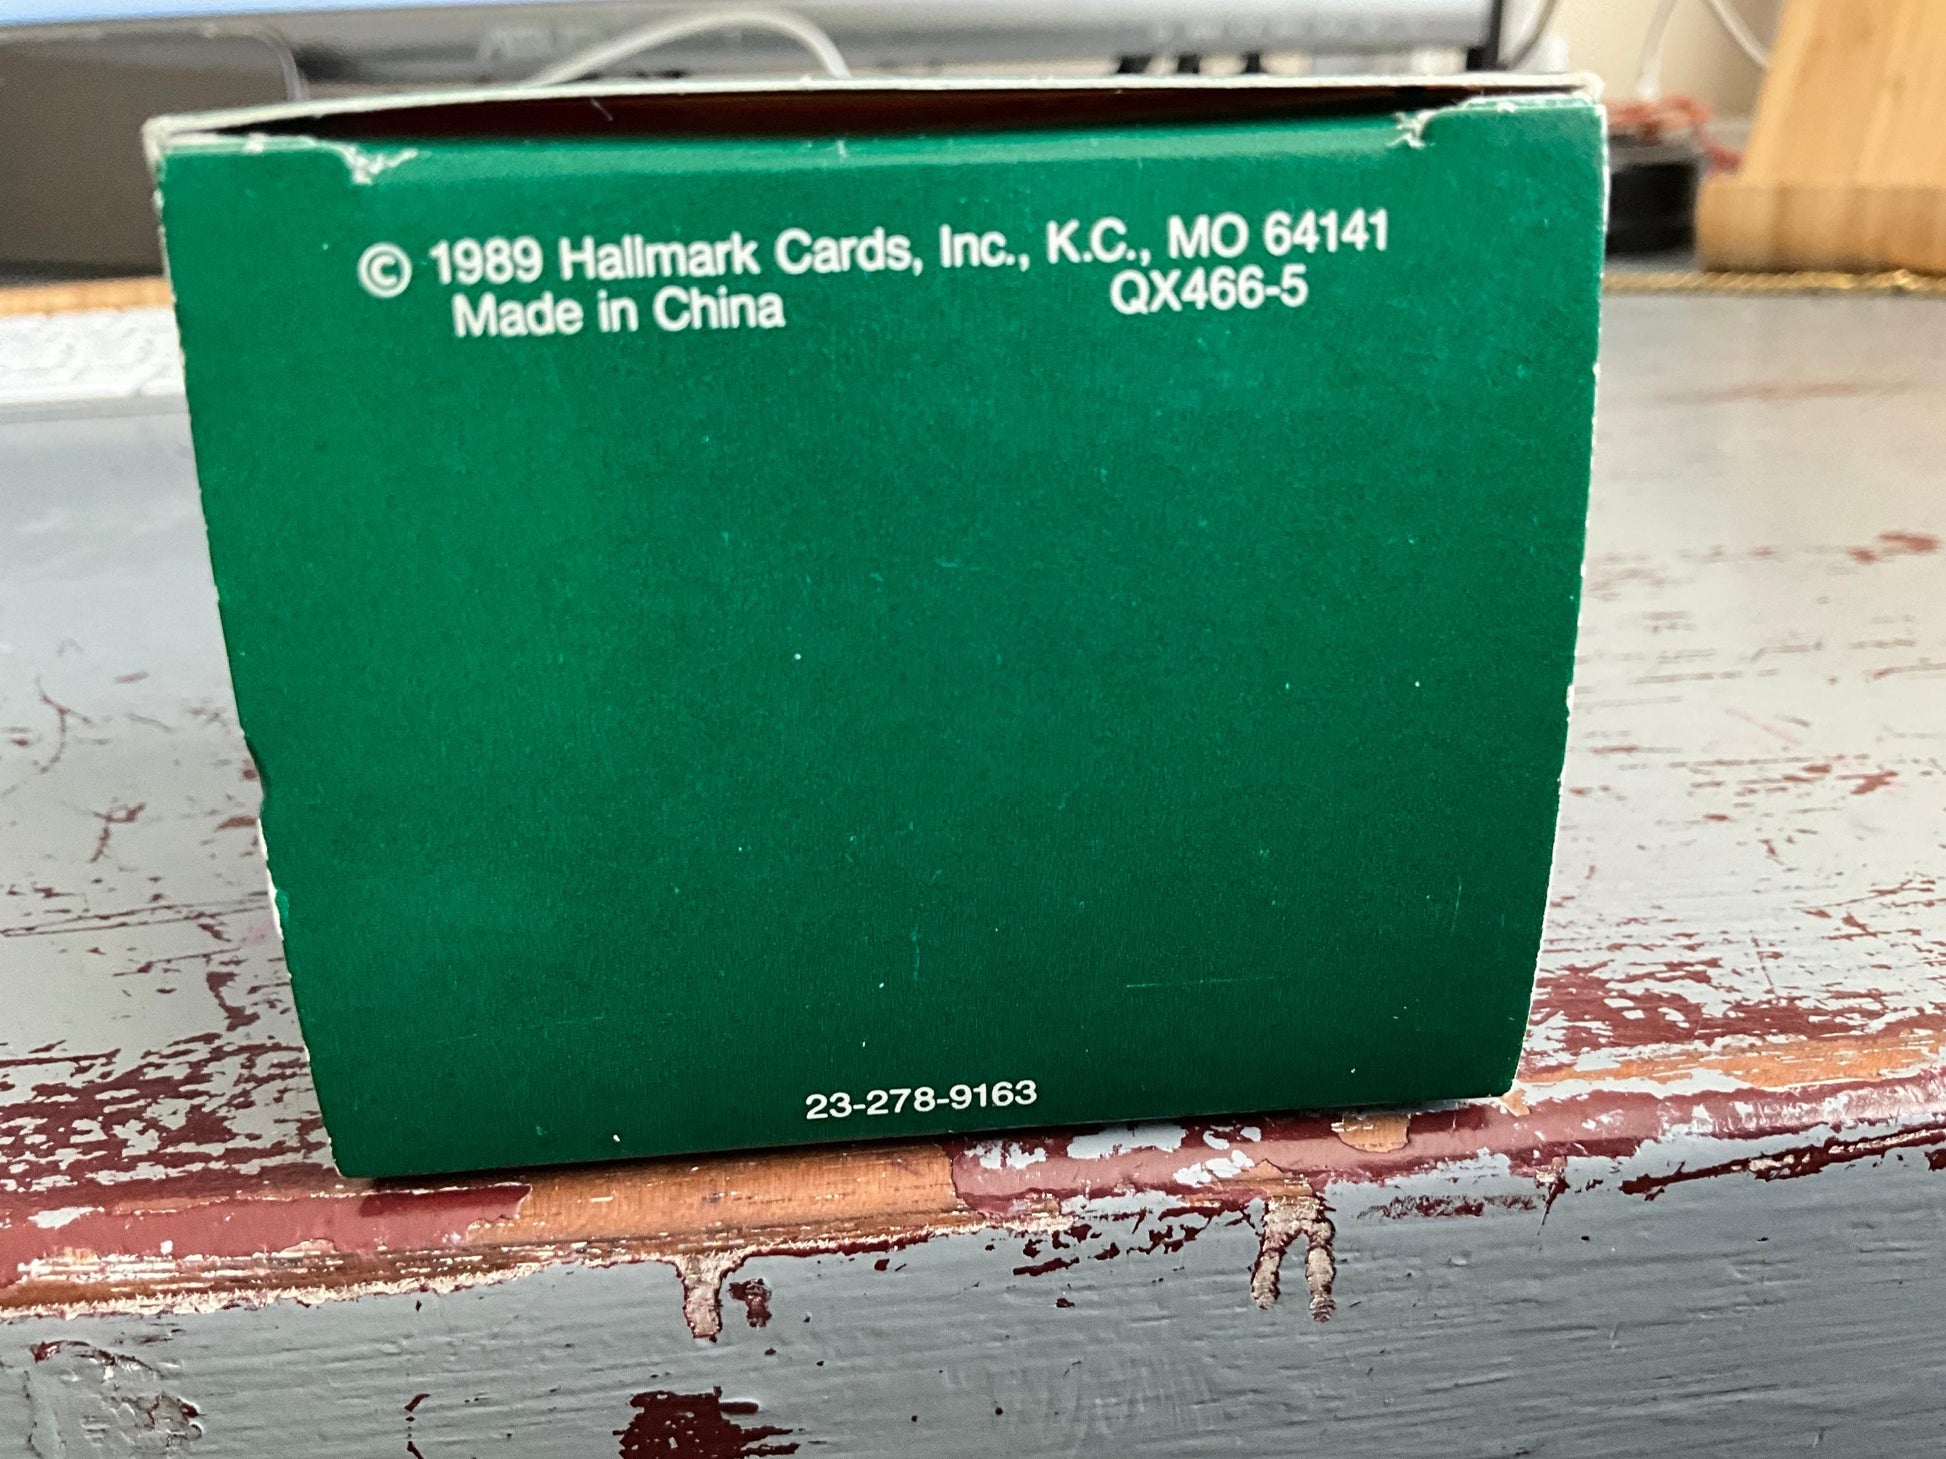 © 1989 Hallmark Cards, Inc., K.C., MO 64141
Made in China QX466-5
23-278-9163